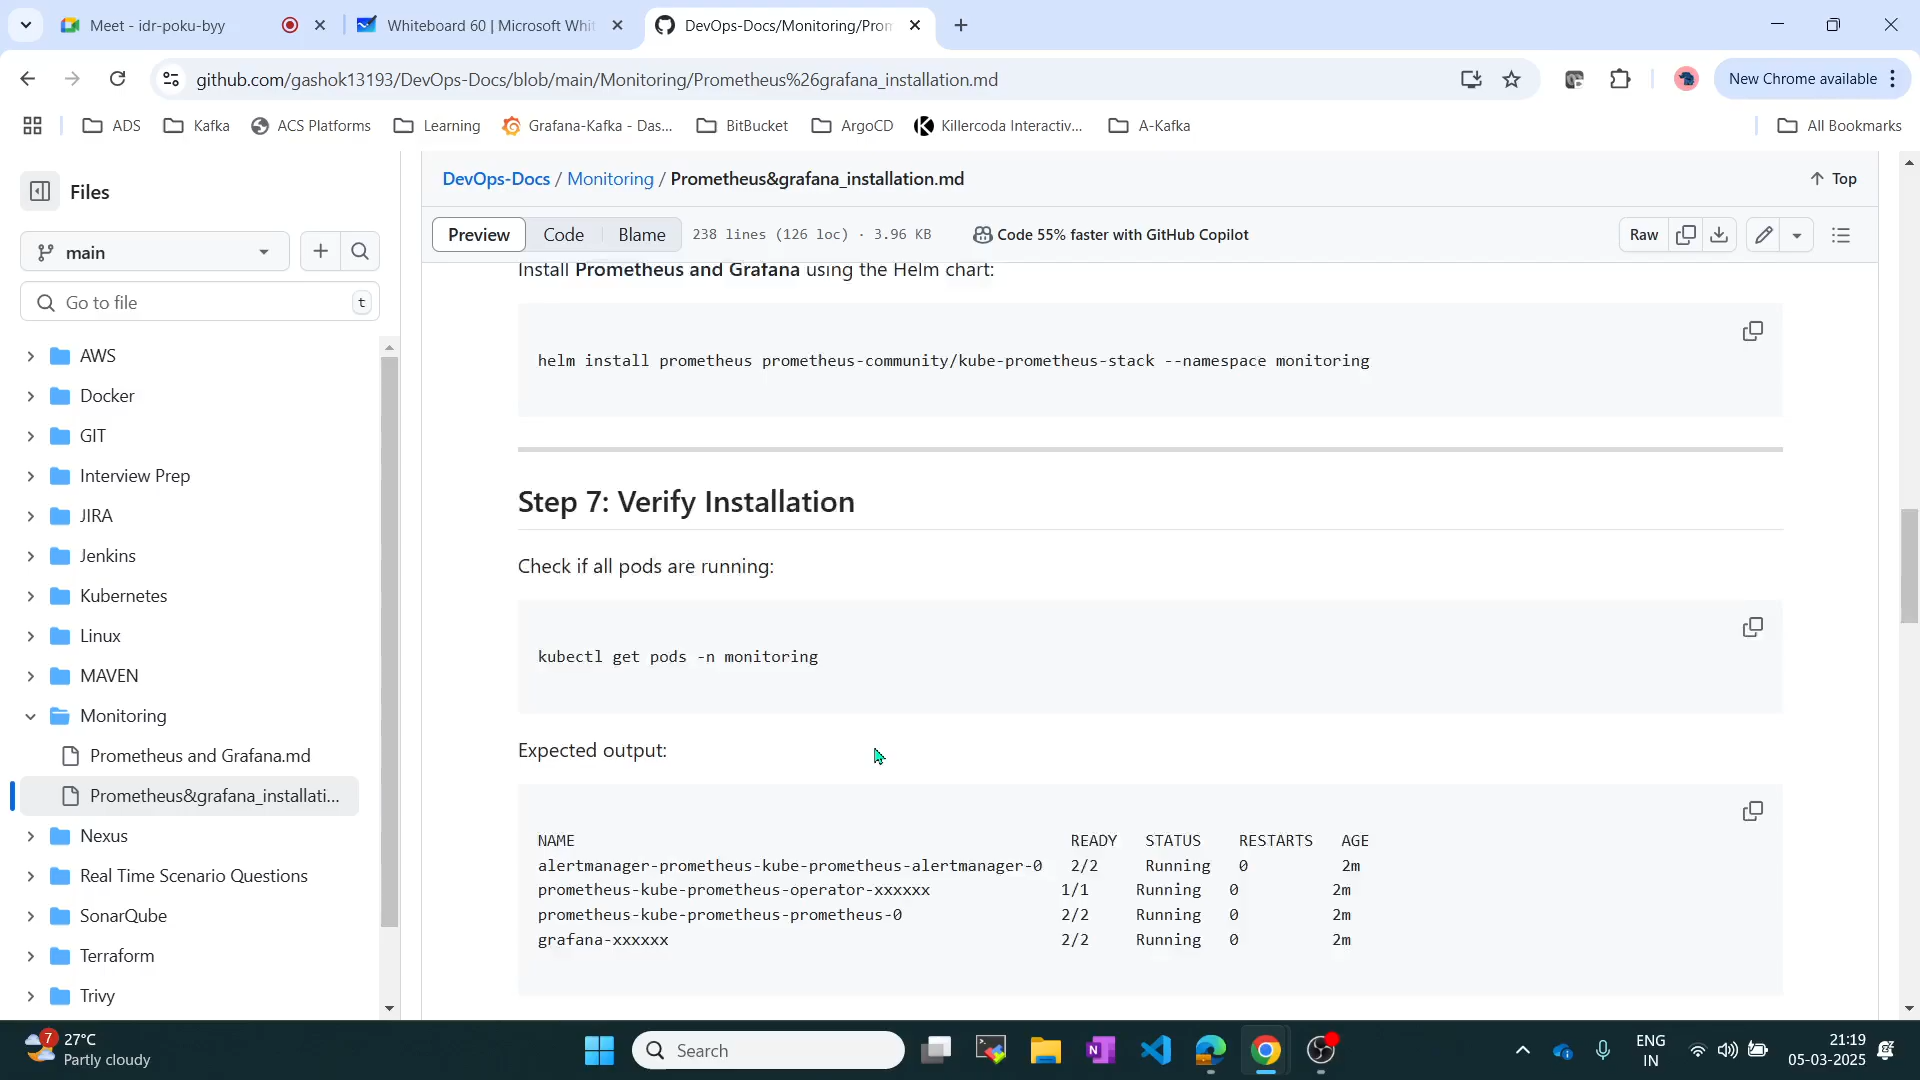 Meet - idr-poku-byy
Whiteboard 60 | Microsoft Whit
DevOps-Docs/Monitoring/Prom
github.com/gashok13193/DevOps-Docs/blob/main/Monitoring/Prometheus%26grafana_installation.md
New Chrome available
ADS
Kafka
ACS Platforms
Learning
Grafana-Kafka - Das...
BitBucket
ArgoCD
Killercoda Interactiv...
A-Kafka
All Bookmarks
Files
main
Go to file
t
AWS
Docker
GIT
Interview Prep
JIRA
Jenkins
Kubernetes
Linux
MAVEN
Monitoring
Prometheus and Grafana.md
Prometheus&grafana_installati...
Nexus
Real Time Scenario Questions
SonarQube
Terraform
Trivy
DevOps-Docs / Monitoring / Prometheus&grafana_installation.md
Top
Preview
Code
Blame
238 lines (126 loc) · 3.96 KB
Code 55% faster with GitHub Copilot
Raw
Install Prometheus and Grafana using the Helm chart:
helm install prometheus prometheus-community/kube-prometheus-stack --namespace monitoring
Step 7: Verify Installation
Check if all pods are running:
kubectl get pods -n monitoring
Expected output:
NAME READY STATUS RESTARTS AGE
alertmanager-prometheus-kube-prometheus-alertmanager-0 2/2 Running 0 2m
prometheus-kube-prometheus-operator-xxxxxx 1/1 Running 0 2m
prometheus-kube-prometheus-prometheus-0 2/2 Running 0 2m
grafana-xxxxxx 2/2 Running 0 2m
7
27°C
Partly cloudy
Search
ENG
IN
21:19
05-03-2025